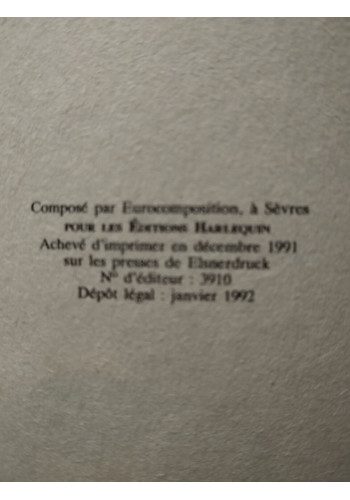 Composé par Eurocomposition, à Sèvres
POUR LES ÉDITIONS HARLEQUIN
Achevé d'imprimer en décembre 1991
sur les presses de Elsnerdruck
N° d'éditeur : 3910
Dépôt légal : janvier 1992